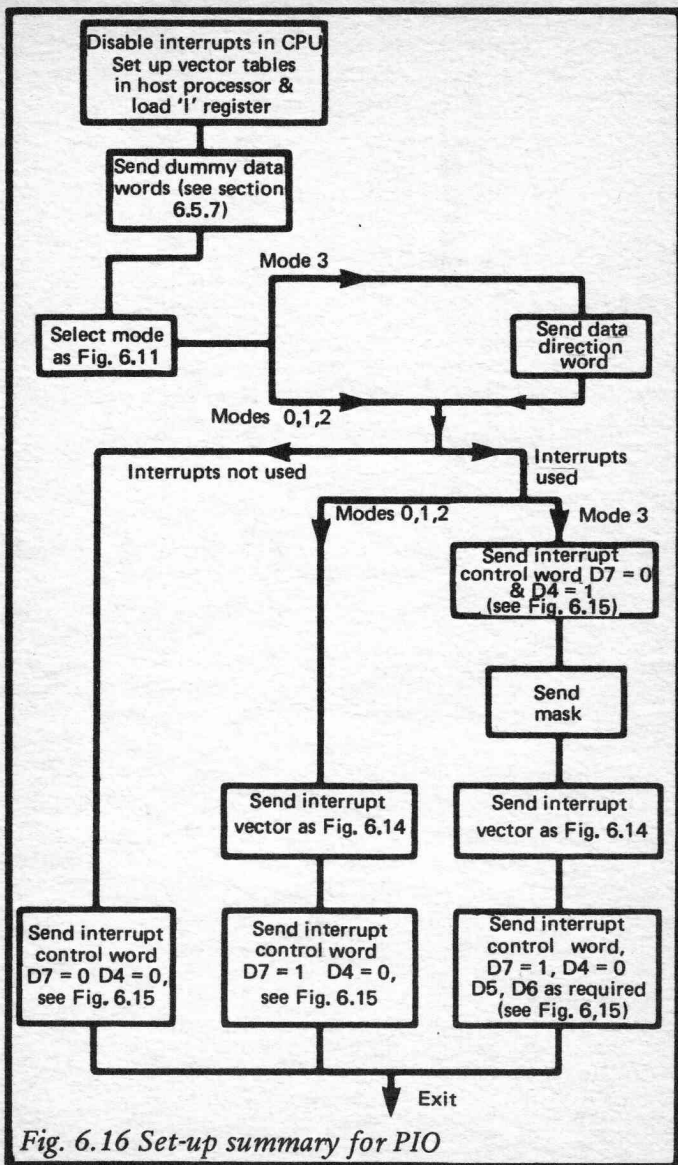 Disable interrupts in CPU
Set up vector tables
in host processor &
load 'I' register
Send dummy data
words (see section
6.5.7)
Mode 3
Select mode
as Fig. 6.11
Send data
direction
word
Modes 0,1,2
Interrupts not used
Interrupts
used
Modes 0,1,2
Mode 3
Send interrupt
control word D7 = 0
& D4 = 1
(see Fig. 6.15)
Send
mask
Send interrupt
vector as Fig. 6.14
Send interrupt
vector as Fig. 6.14
Send interrupt
control word
D7 = 0 D4 = 0,
see Fig. 6.15
Send interrupt
control word
D7 = 1 D4 = 0,
see Fig. 6.15
Send interrupt
control word,
D7 = 1, D4 = 0
D5, D6 as required
(see Fig. 6,15)
Exit
Fig. 6.16 Set-up summary for PIO